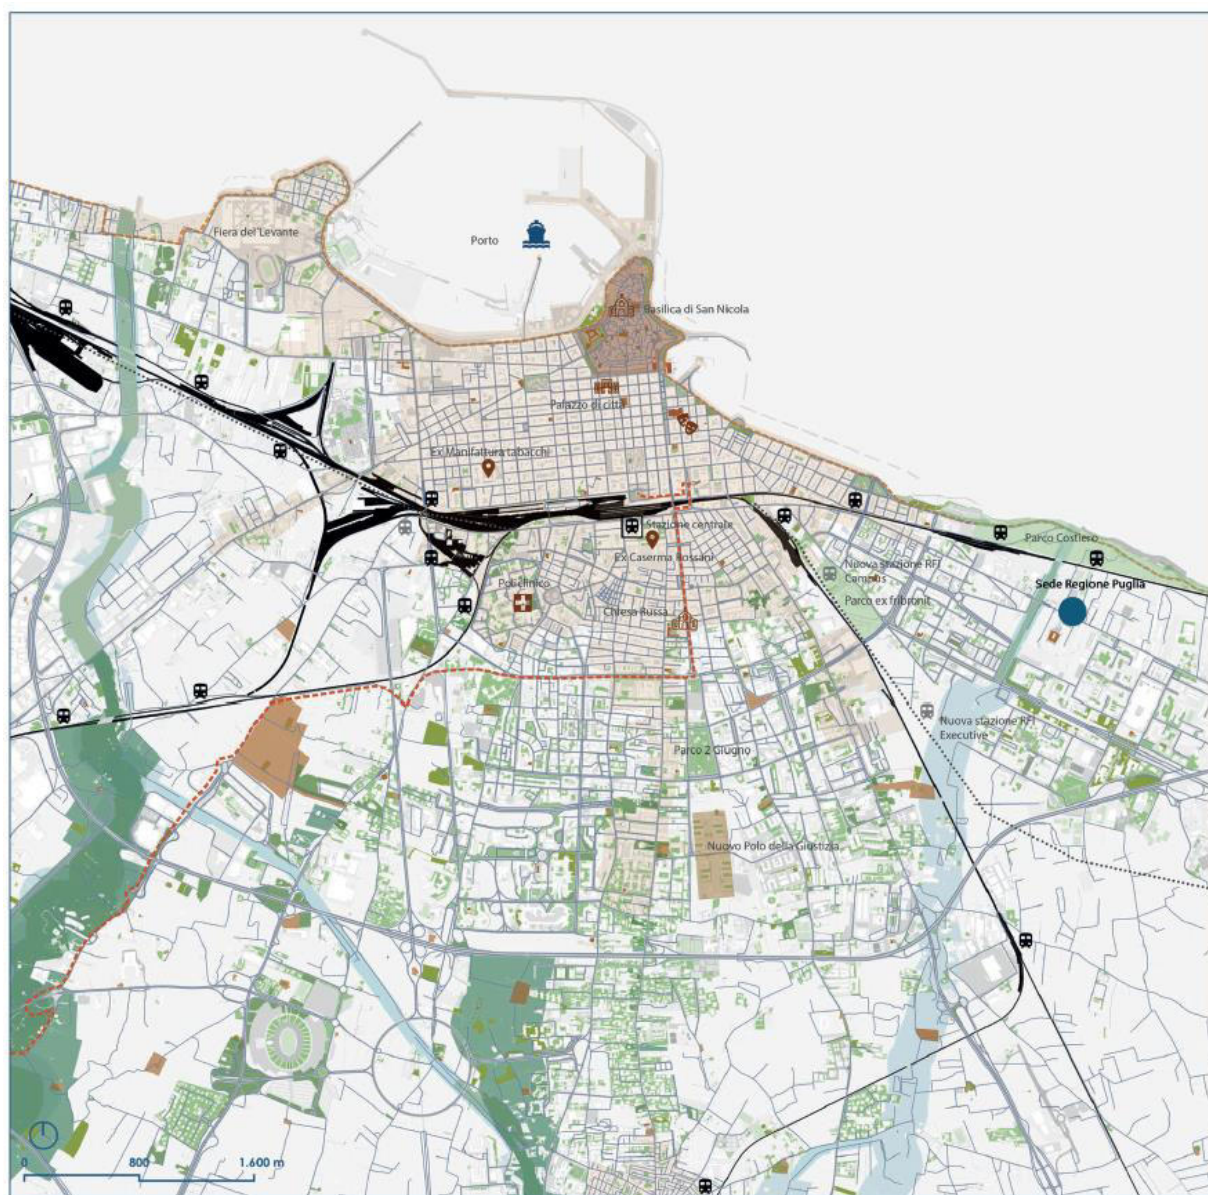 Fiera del Levante
Porto
Basilica di San Nicola
Palazzo di città
Ex Manifattura tabacchi
Stazione centrale
Parco Costiero
Ex Caserma Rossani
Nuova stazione RFI
Campus
Sede Regione Puglia
Policlinico
Parco ex fribronit
Chiesa Russa
Nuova stazione RFI
Executive
Parco 2 Giugno
Nuovo Polo della Giustizia
0 800 1.600 m